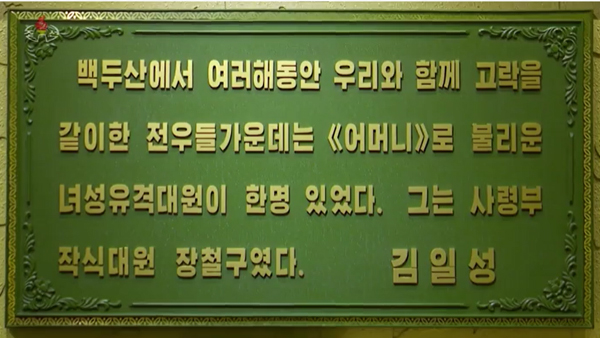 백두산에서 여러해동안 우리와 함께 고락을
같이한 전우들가운데는 《어머니》로 불리운
녀성유격대원이 한명 있었다. 그는 사령부
작식대원 장철구였다. 김일성